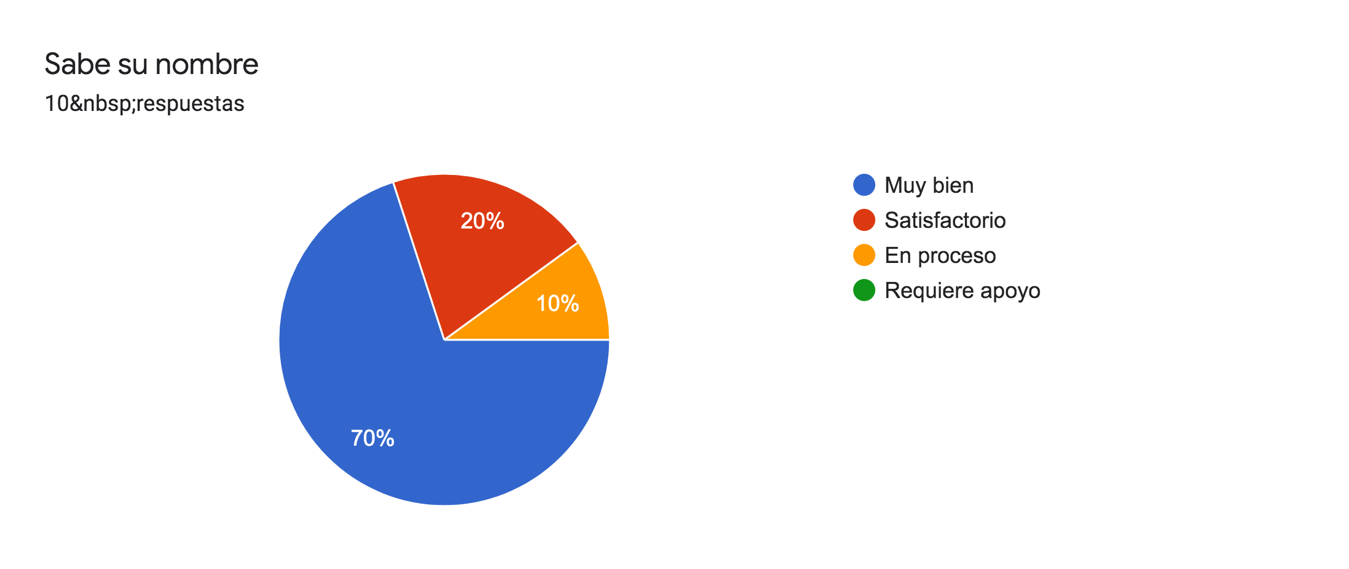 Sabe su nombre
10&nbsp;respuestas
20%
10%
70%
Muy bien
Satisfactorio
En proceso
Requiere apoyo